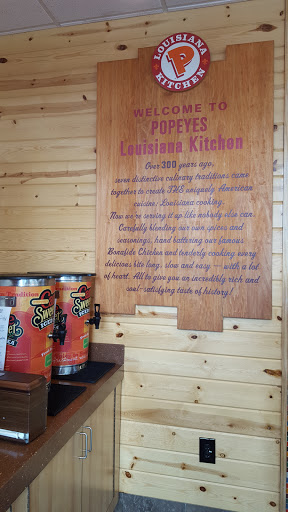 LOUISIANA
P
KITCHEN
WELCOME TO
POPEYES
Louisiana Kitchen
Over 300 years ago,
seven distinctive culinary traditions came
together to create THIS uniquely American
cuisine: Louisiana cooking.
Now we're serving it up like nobody else can.
Carefully blending our own spices and
seasonings, hand battering our famous
Bonafide Chicken and tenderly cooking every
delicious bite long, slow and easy — with a lot
of heart. All to give you an incredibly rich and
soul-satisfying taste of history!
Sweet